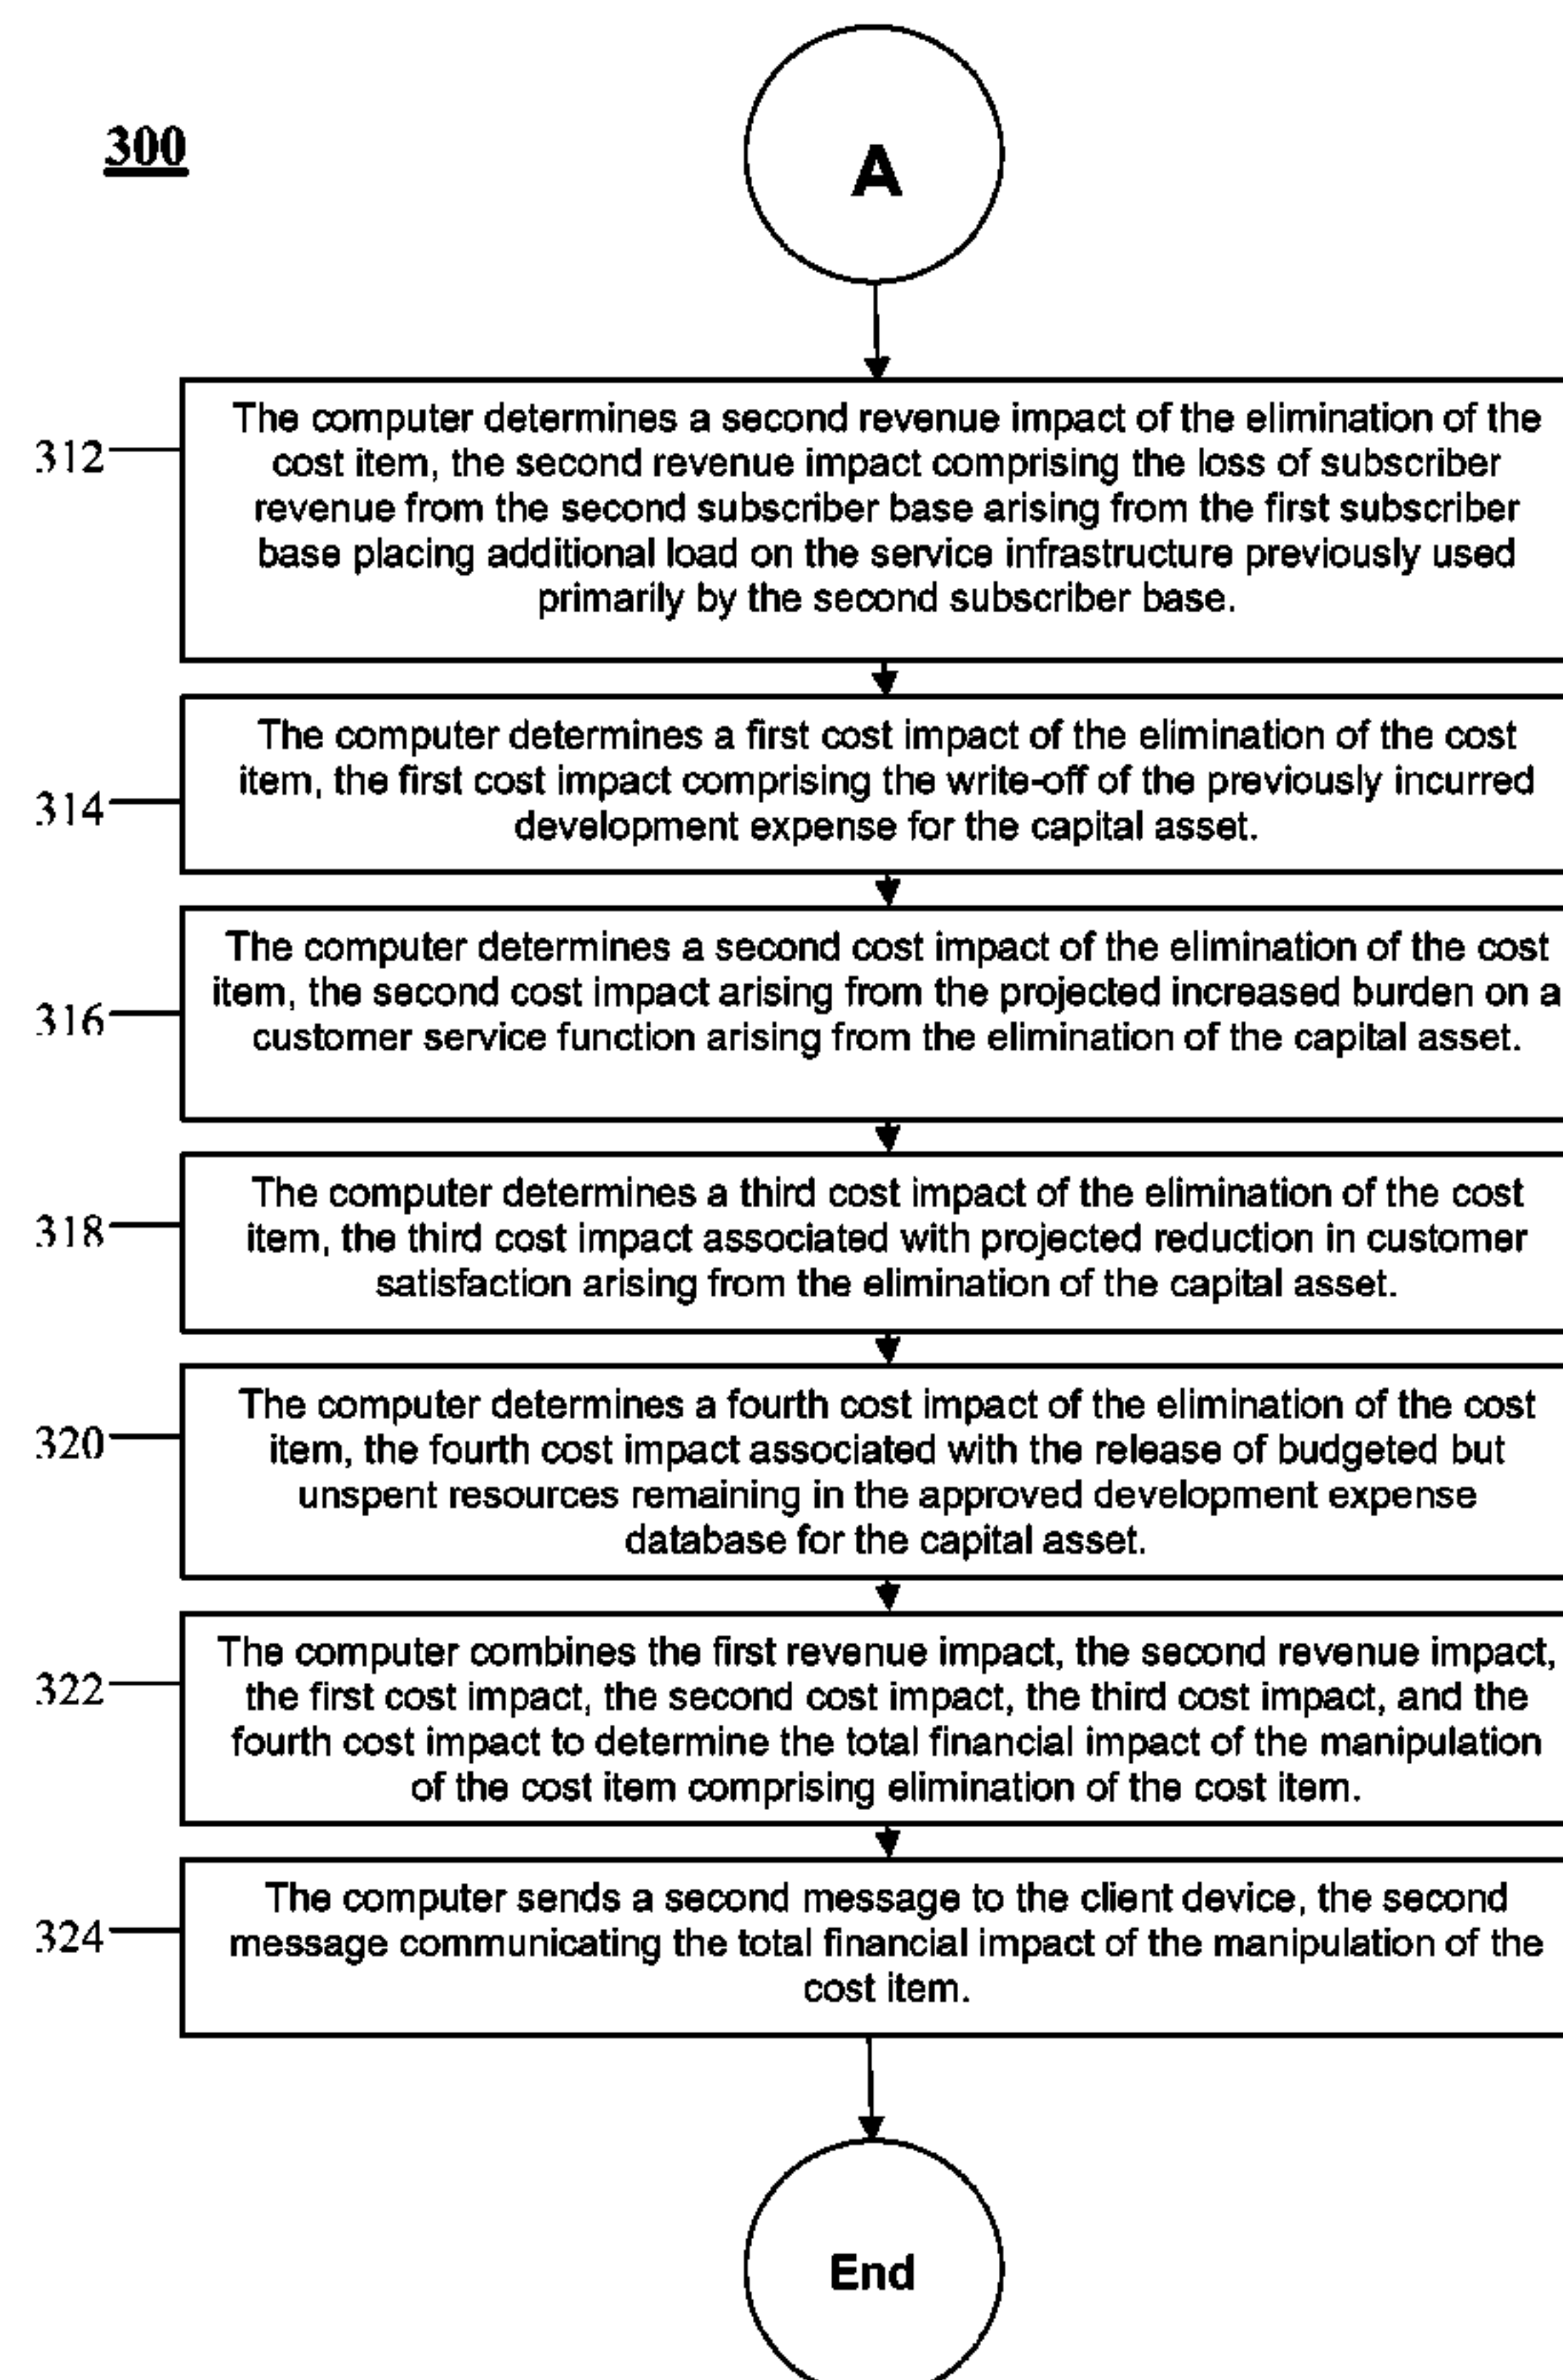 300
A
312
The computer determines a second revenue impact of the elimination of the
cost item, the second revenue impact comprising the loss of subscriber
revenue from the second subscriber base arising from the first subscriber
base placing additional load on the service infrastructure previously used
primarily by the second subscriber base.
314
The computer determines a first cost impact of the elimination of the cost
item, the first cost impact comprising the write-off of the previously incurred
development expense for the capital asset.
316
The computer determines a second cost impact of the elimination of the cost
item, the second cost impact arising from the projected increased burden on a
customer service function arising from the elimination of the capital asset.
318
The computer determines a third cost impact of the elimination of the cost
item, the third cost impact associated with projected reduction in customer
satisfaction arising from the elimination of the capital asset.
320
The computer determines a fourth cost impact of the elimination of the cost
item, the fourth cost impact associated with the release of budgeted but
unspent resources remaining in the approved development expense
database for the capital asset.
322
The computer combines the first revenue impact, the second revenue impact,
the first cost impact, the second cost impact, the third cost impact, and the
fourth cost impact to determine the total financial impact of the manipulation
of the cost item comprising elimination of the cost item.
324
The computer sends a second message to the client device, the second
message communicating the total financial impact of the manipulation of the
cost item.
End